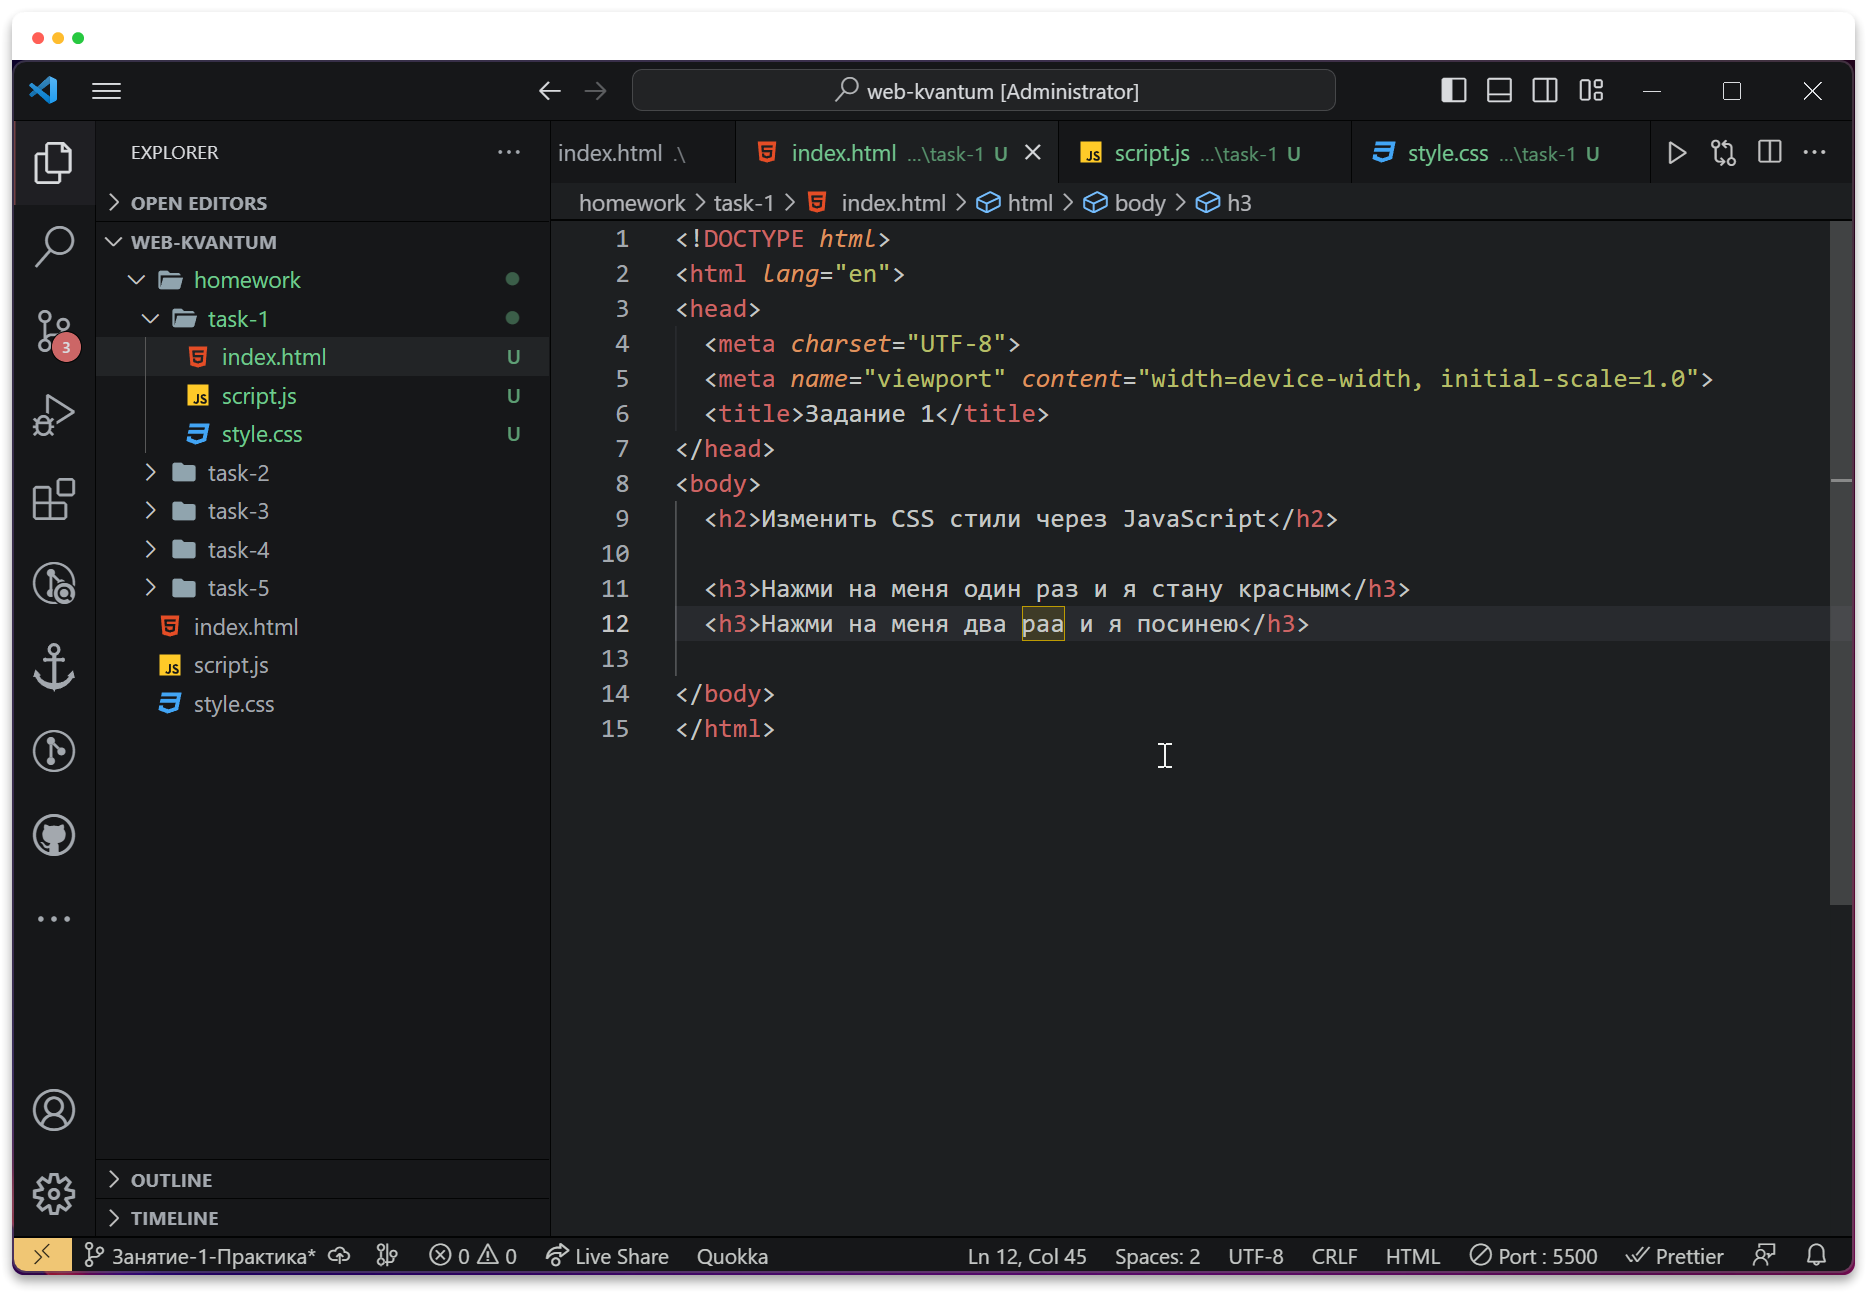 web-kvantum [Administrator]
EXPLORER
index.html .\
index.html ...\task-1 U
script.js ...\task-1 U
style.css ...\task-1 U
OPEN EDITORS
homework > task-1 > index.html > html > body > h3
WEB-KVANTUM
homework
task-1
index.html U
script.js U
style.css U
task-2
task-3
task-4
task-5
index.html
script.js
style.css
3
1 <!DOCTYPE html>
2 <html lang="en">
3 <head>
4 <meta charset="UTF-8">
5 <meta name="viewport" content="width=device-width, initial-scale=1.0">
6 <title>Задание 1</title>
7 </head>
8 <body>
9 <h2>Изменить CSS стили через JavaScript</h2>
10
11 <h3>Нажми на меня один раз и я стану красным</h3>
12 <h3>Нажми на меня два раа и я посинею</h3>
13
14 </body>
15 </html>
OUTLINE
TIMELINE
Занятие-1-Практика* 0 0 Live Share Quokka Ln 12, Col 45 Spaces: 2 UTF-8 CRLF HTML Port : 5500 Prettier